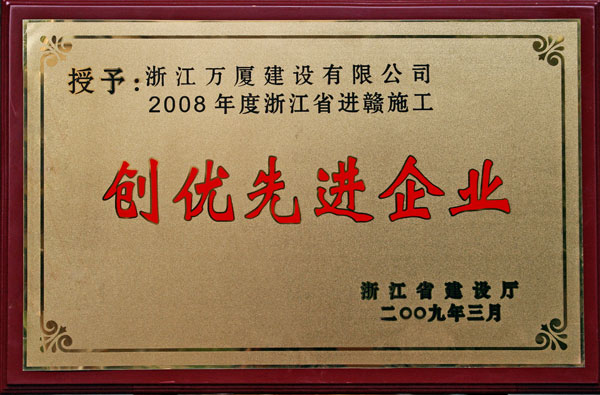 授予:浙江万厦建设有限公司
2008年度浙江省进赣施工
创优先进企业
浙江省建设厅
二〇〇九年三月